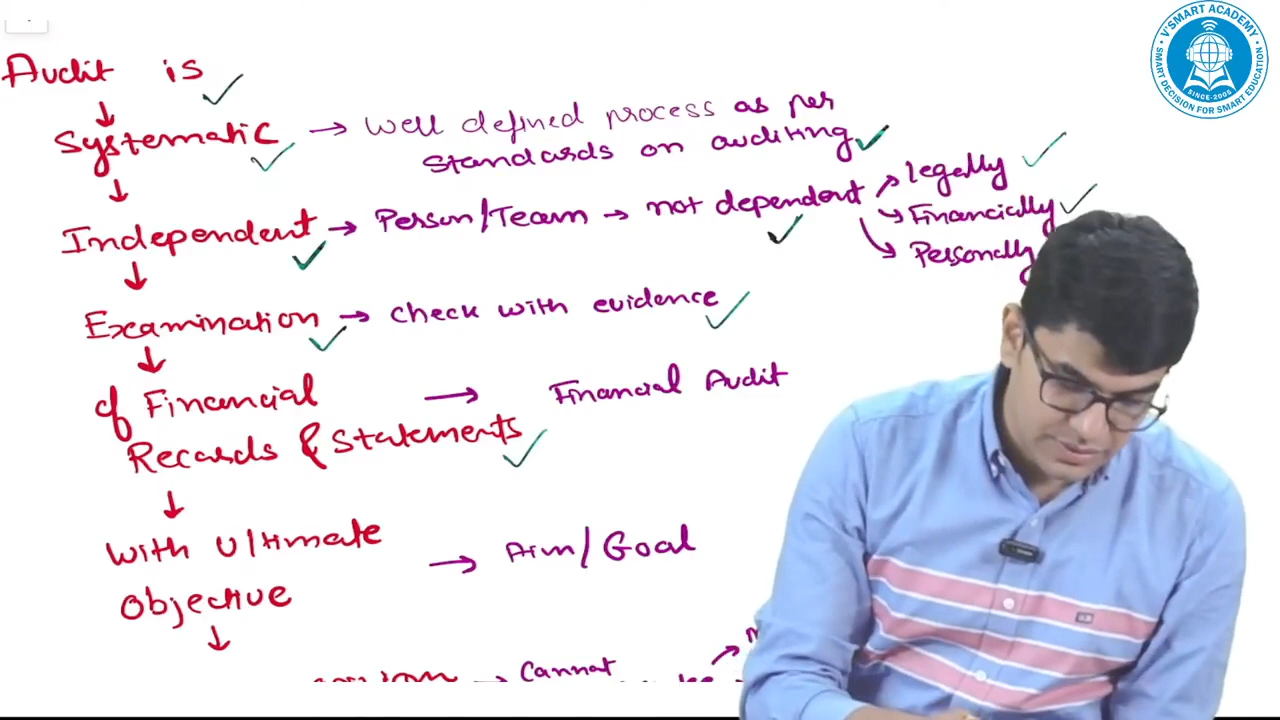 V'SMART ACADEMY
SINCE-2005
SMART DECISION FOR SMART EDUCATION
Audit is
Systematic → Well defined process as per
standards on auditing
Independent → Person/Team → not dependent
legally
Financially
Personally
Examination → Check with evidence
of Financial → Financial Audit
Records & Statements
With Ultimate → Aim/Goal
Objective
→ Cannot